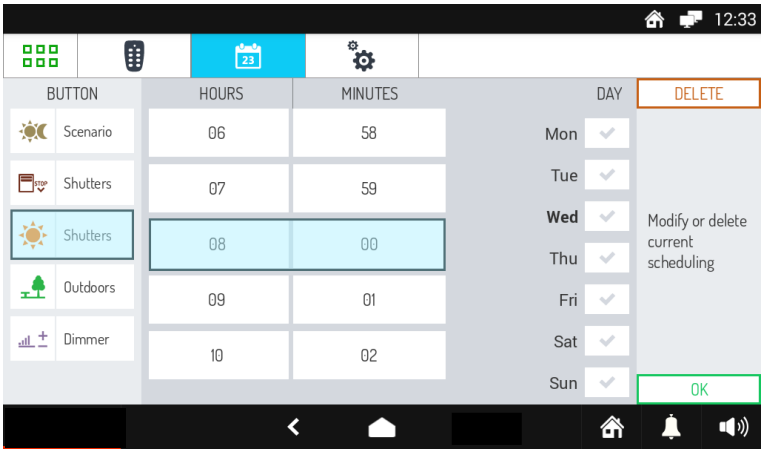 12:33
23
BUTTON HOURS MINUTES DAY DELETE
Scenario 06 58 Mon
STOP Shutters 07 59 Tue
Shutters 08 00 Wed
Outdoors 09 01 Thu
Dimmer 10 02 Fri
Sat
Sun
Modify or delete
current
scheduling
OK